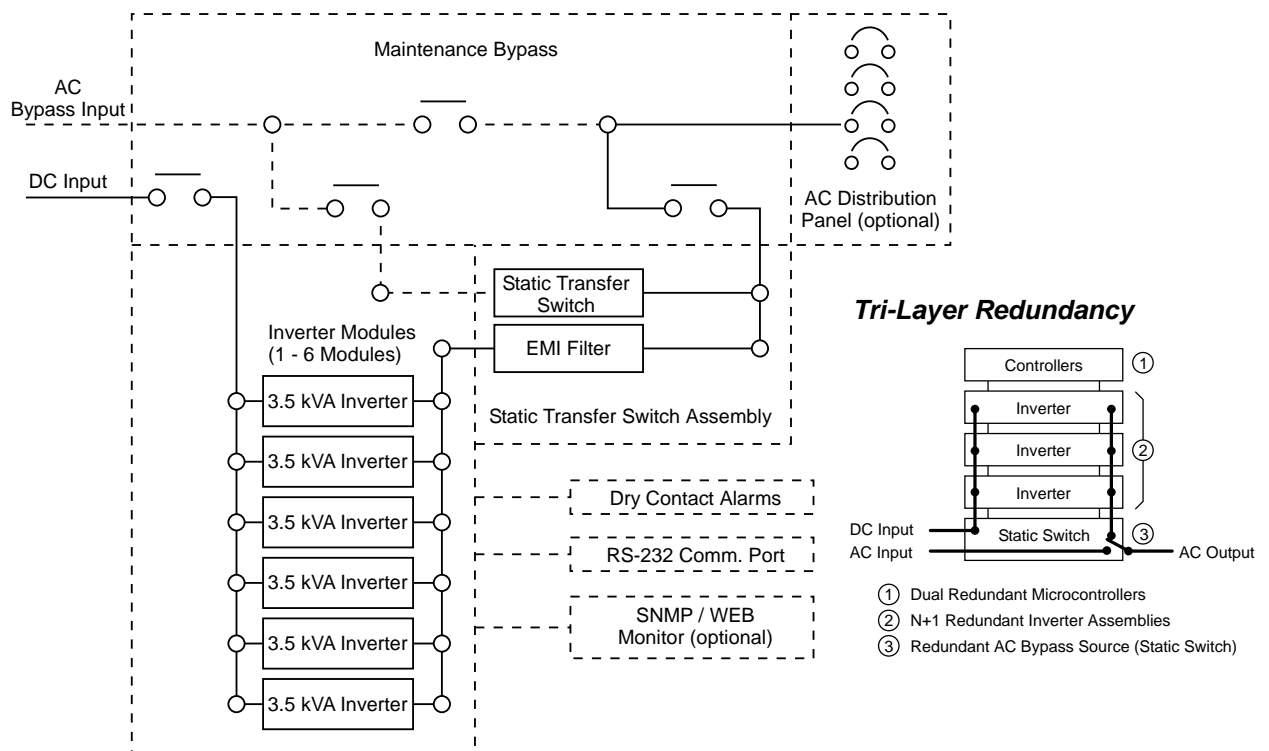 Maintenance Bypass
AC
Bypass Input
DC Input
AC Distribution
Panel (optional)
Static Transfer
Switch
EMI Filter
Inverter Modules
(1 - 6 Modules)
3.5 kVA Inverter
3.5 kVA Inverter
3.5 kVA Inverter
3.5 kVA Inverter
3.5 kVA Inverter
3.5 kVA Inverter
Static Transfer Switch Assembly
Dry Contact Alarms
RS-232 Comm. Port
SNMP / WEB
Monitor (optional)
Tri-Layer Redundancy
Controllers
1
Inverter
Inverter
2
Inverter
DC Input
Static Switch
3
AC Input
AC Output
1 Dual Redundant Microcontrollers
2 N+1 Redundant Inverter Assemblies
3 Redundant AC Bypass Source (Static Switch)